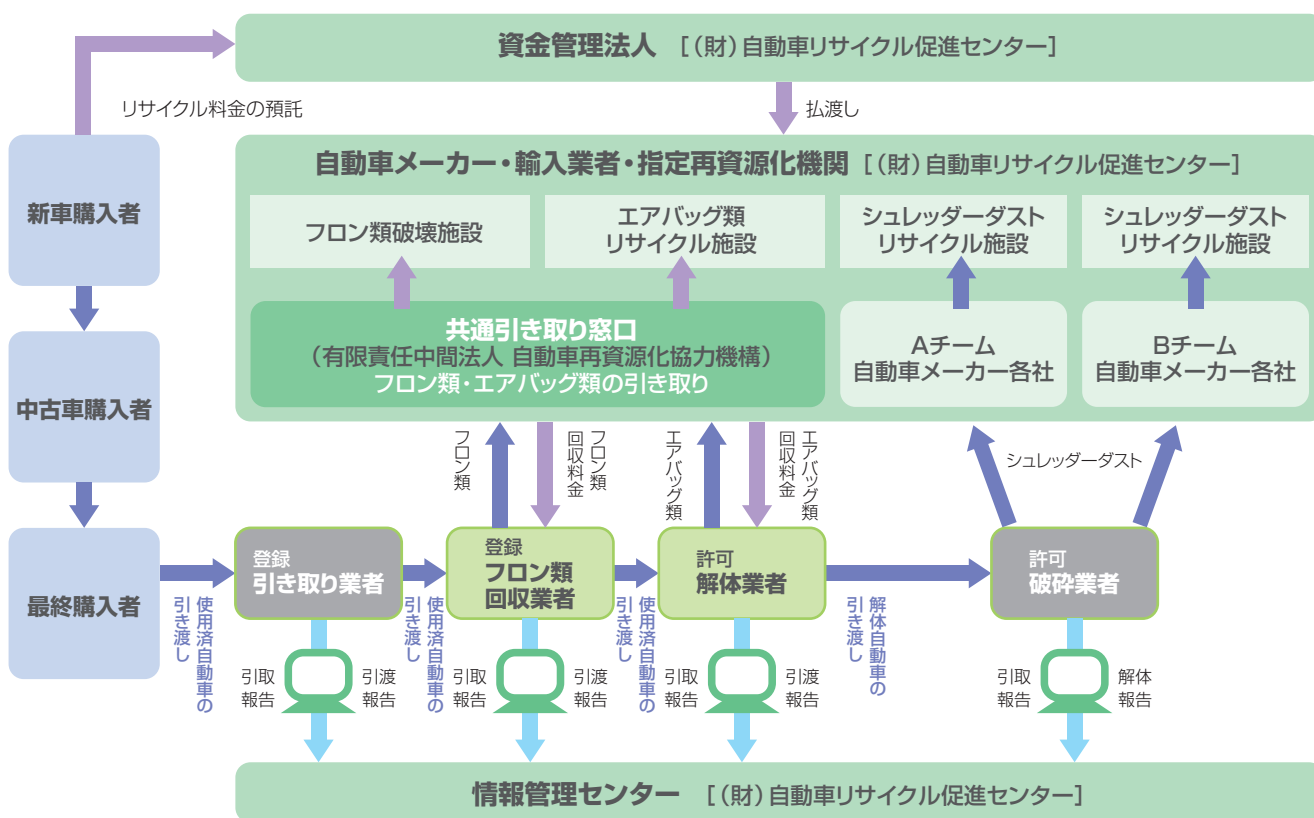 資金管理法人 [(財)自動車リサイクル促進センター]
リサイクル料金の預託
払渡し
自動車メーカー・輸入業者・指定再資源化機関 [(財)自動車リサイクル促進センター]
新車購入者
フロン類破壊施設
エアバッグ類
リサイクル施設
シュレッダーダスト
リサイクル施設
シュレッダーダスト
リサイクル施設
共通引き取り窓口
(有限責任中間法人 自動車再資源化協力機構)
フロン類・エアバッグ類の引き取り
Aチーム
自動車メーカー各社
Bチーム
自動車メーカー各社
中古車購入者
フロン類
フロン類
回収料金
エアバッグ類
エアバッグ類
回収料金
シュレッダーダスト
最終購入者
使用済自動車の
引き渡し
登録
引き取り業者
使用済自動車の
引き渡し
登録
フロン類
回収業者
使用済自動車の
引き渡し
許可
解体業者
解体自動車の
引き渡し
許可
破砕業者
引取
報告
引渡
報告
引取
報告
引渡
報告
引取
報告
引渡
報告
引取
報告
解体
報告
情報管理センター [(財)自動車リサイクル促進センター]